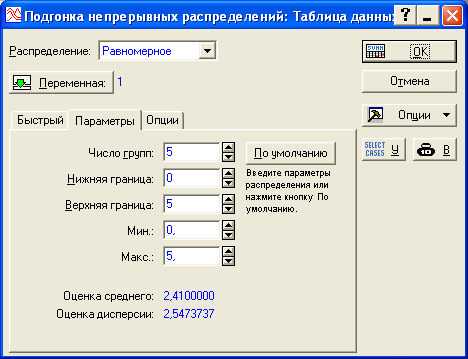 Подгонка непрерывных распределений: Таблица данных
Распределение: Равномерное
OK
Переменная: 1
Отмена
Быстрый Параметры Опции
Опции
Число групп: 5
По умолчанию
SELECT CASES У
В
Нижняя граница: 0
Введите параметры
распределения или
нажмите кнопку По
умолчанию.
Верхняя граница: 5
Мин.: 0,
Макс.: 5,
Оценка среднего: 2,4100000
Оценка дисперсии: 2,5473737